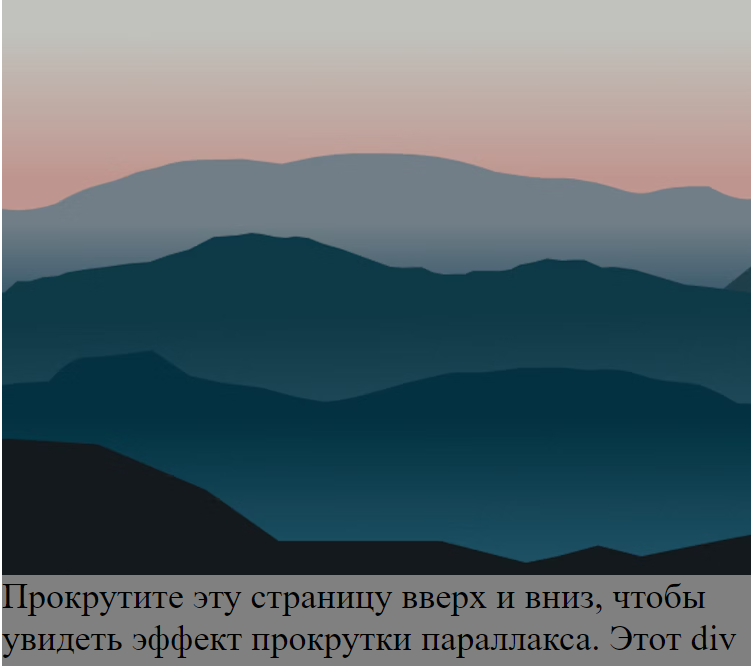 Прокрутите эту страницу вверх и вниз, чтобы
увидеть эффект прокрутки параллакса. Этот div